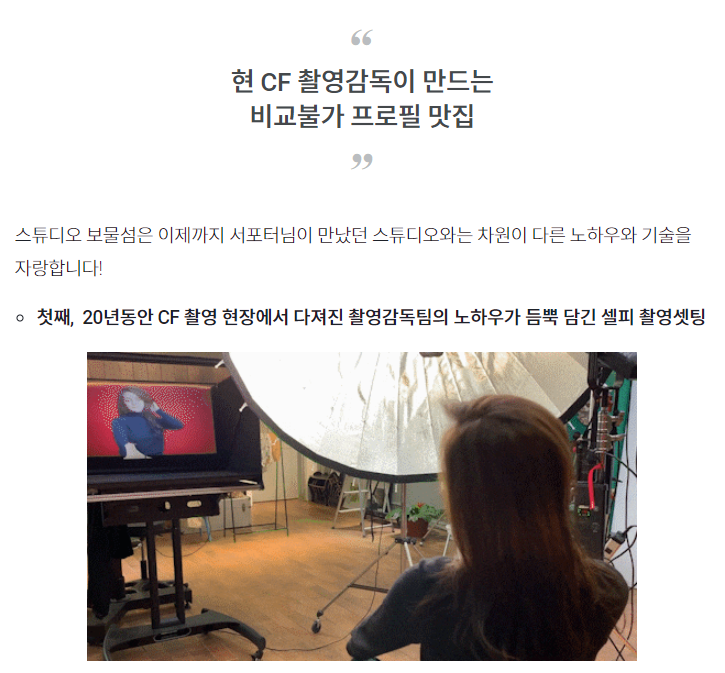 “
현 CF 촬영감독이 만드는
비교불가 프로필 맛집
”
스튜디오 보물섬은 이제까지 서포터님이 만났던 스튜디오와는 차원이 다른 노하우와 기술을
자랑합니다!
첫째, 20년동안 CF 촬영 현장에서 다져진 촬영감독팀의 노하우가 듬뿍 담긴 셀피 촬영셋팅